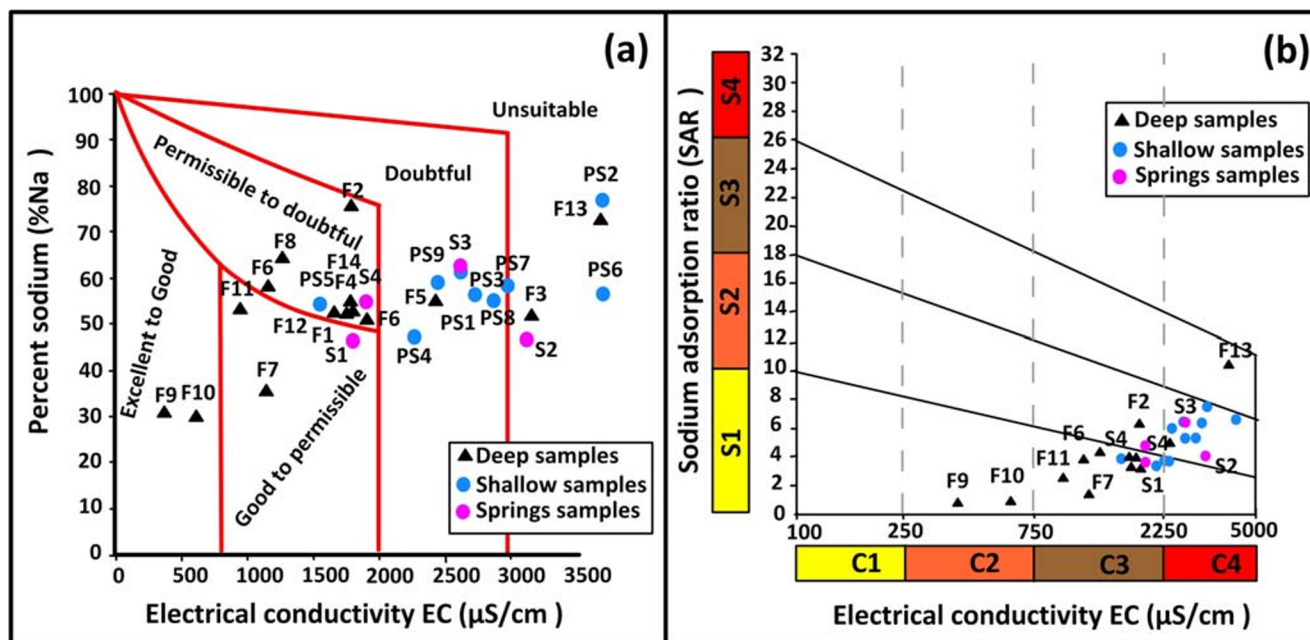 (a)
Percent sodium (%Na )
100
90
80
70
60
50
40
30
20
10
0
0
500
1000
1500
2000
2500
3000
3500
Electrical conductivity EC (µS/cm )
Unsuitable
Doubtful
Permissible to doubtful
Excellent to Good
Good to permissible
PS2
F13
F2
F8
F14
S3
PS9
PS7
PS6
F6
PS5
F4
S4
PS3
F11
F5
F3
F12
F1
F6
PS1
PS8
S1
PS4
S2
F7
F9
F10
Deep samples
Shallow samples
Springs samples
(b)
Sodium adsorption ratio (SAR )
S4
S3
S2
S1
32
30
28
26
24
22
20
18
16
14
12
10
8
6
4
2
0
100
250
750
2250
5000
C1
C2
C3
C4
Electrical conductivity EC (µS/cm )
Deep samples
Shallow samples
Springs samples
F13
F2
S3
F6
S4
S4
F11
F7
S1
S2
F9
F10